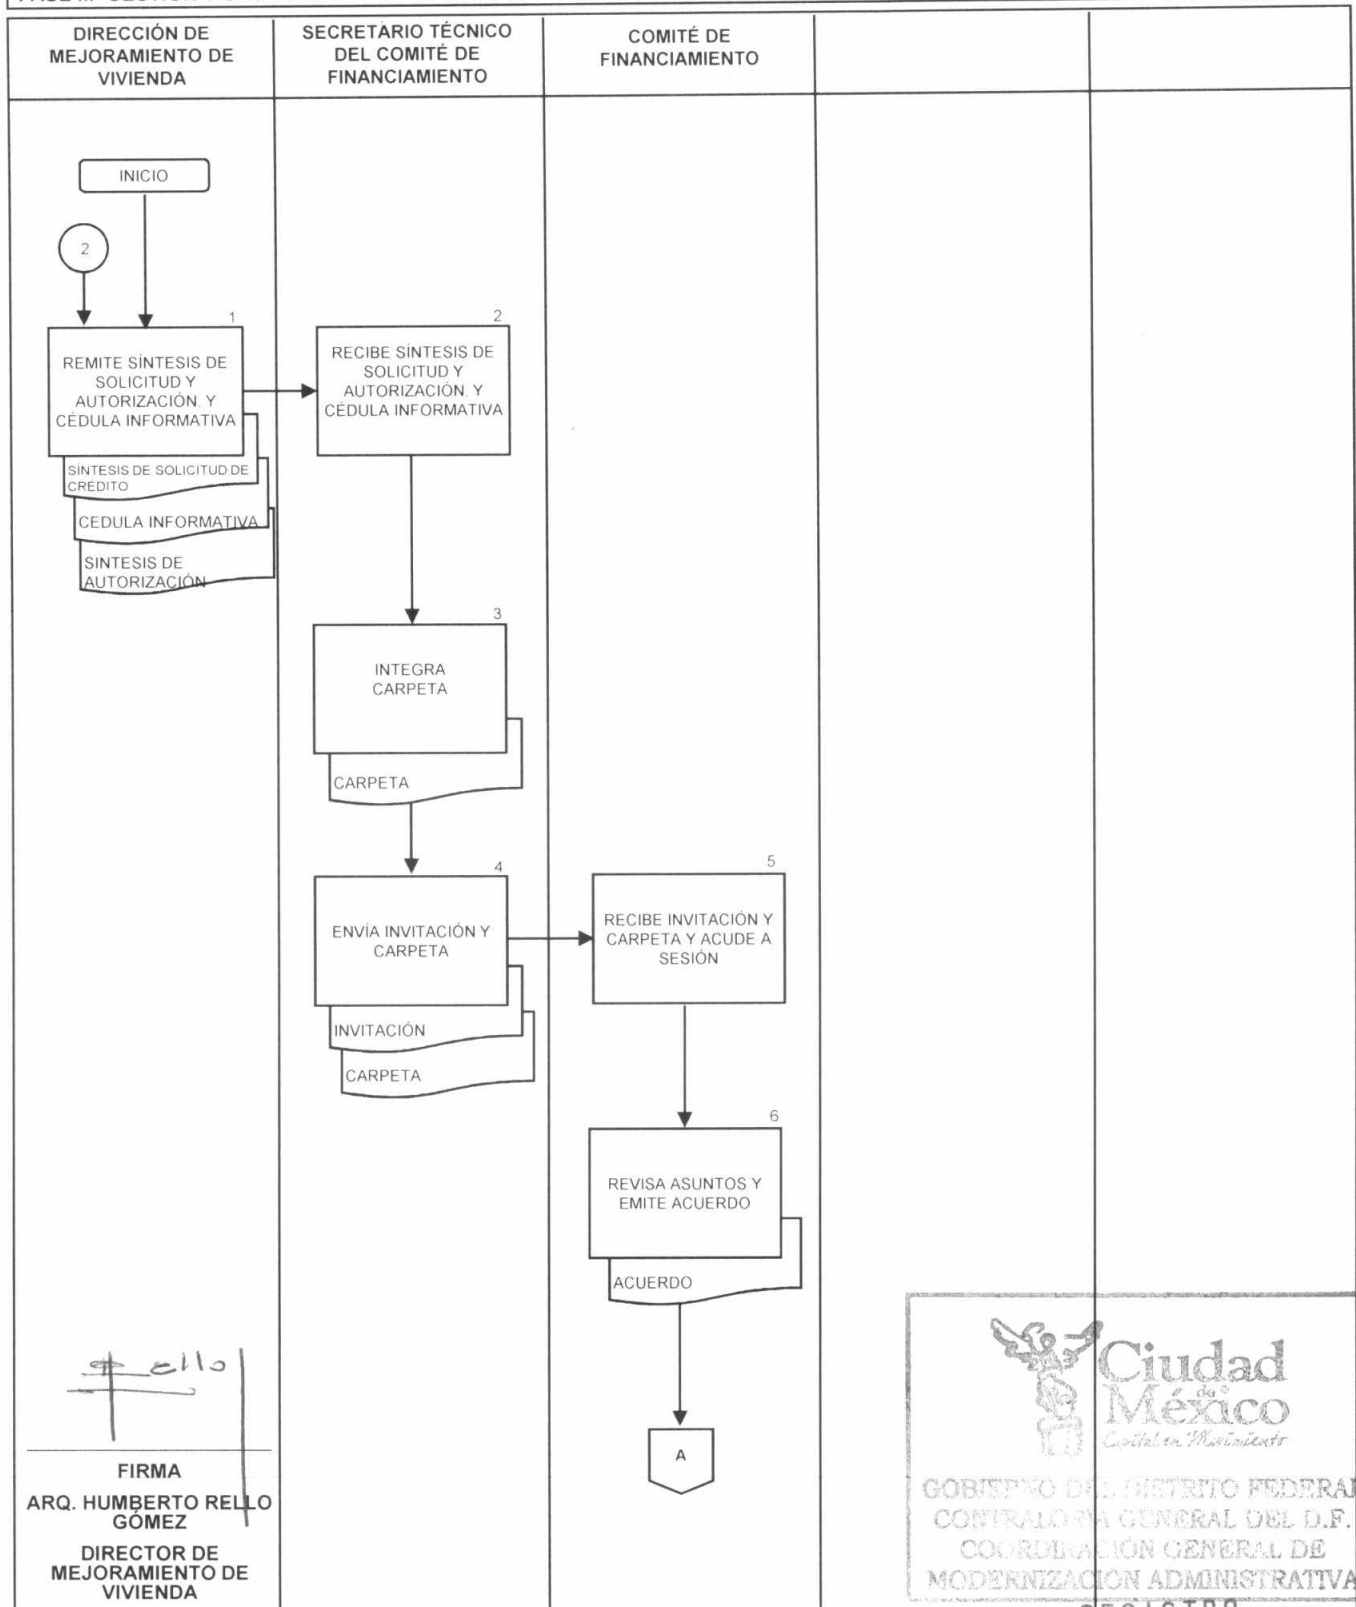 DIRECCIÓN DE
MEJORAMIENTO DE
VIVIENDA
SECRETARIO TÉCNICO
DEL COMITÉ DE
FINANCIAMIENTO
COMITÉ DE
FINANCIAMIENTO
INICIO
2
1
REMITE SÍNTESIS DE
SOLICITUD Y
AUTORIZACIÓN. Y
CÉDULA INFORMATIVA
SÍNTESIS DE SOLICITUD DE
CRÉDITO
CEDULA INFORMATIVA
SINTESIS DE
AUTORIZACIÓN
2
RECIBE SÍNTESIS DE
SOLICITUD Y
AUTORIZACIÓN. Y
CÉDULA INFORMATIVA
3
INTEGRA
CARPETA
CARPETA
4
ENVÍA INVITACIÓN Y
CARPETA
INVITACIÓN
CARPETA
5
RECIBE INVITACIÓN Y
CARPETA Y ACUDE A
SESIÓN
6
REVISA ASUNTOS Y
EMITE ACUERDO
ACUERDO
A
Rello
FIRMA
ARQ. HUMBERTO RELLO
GÓMEZ
DIRECTOR DE
MEJORAMIENTO DE
VIVIENDA
Ciudad
de
México
Capital en Movimiento
GOBIERNO DEL DISTRITO FEDERAL
CONTRALORÍA GENERAL DEL D.F.
COORDINACIÓN GENERAL DE
MODERNIZACIÓN ADMINISTRATIVA